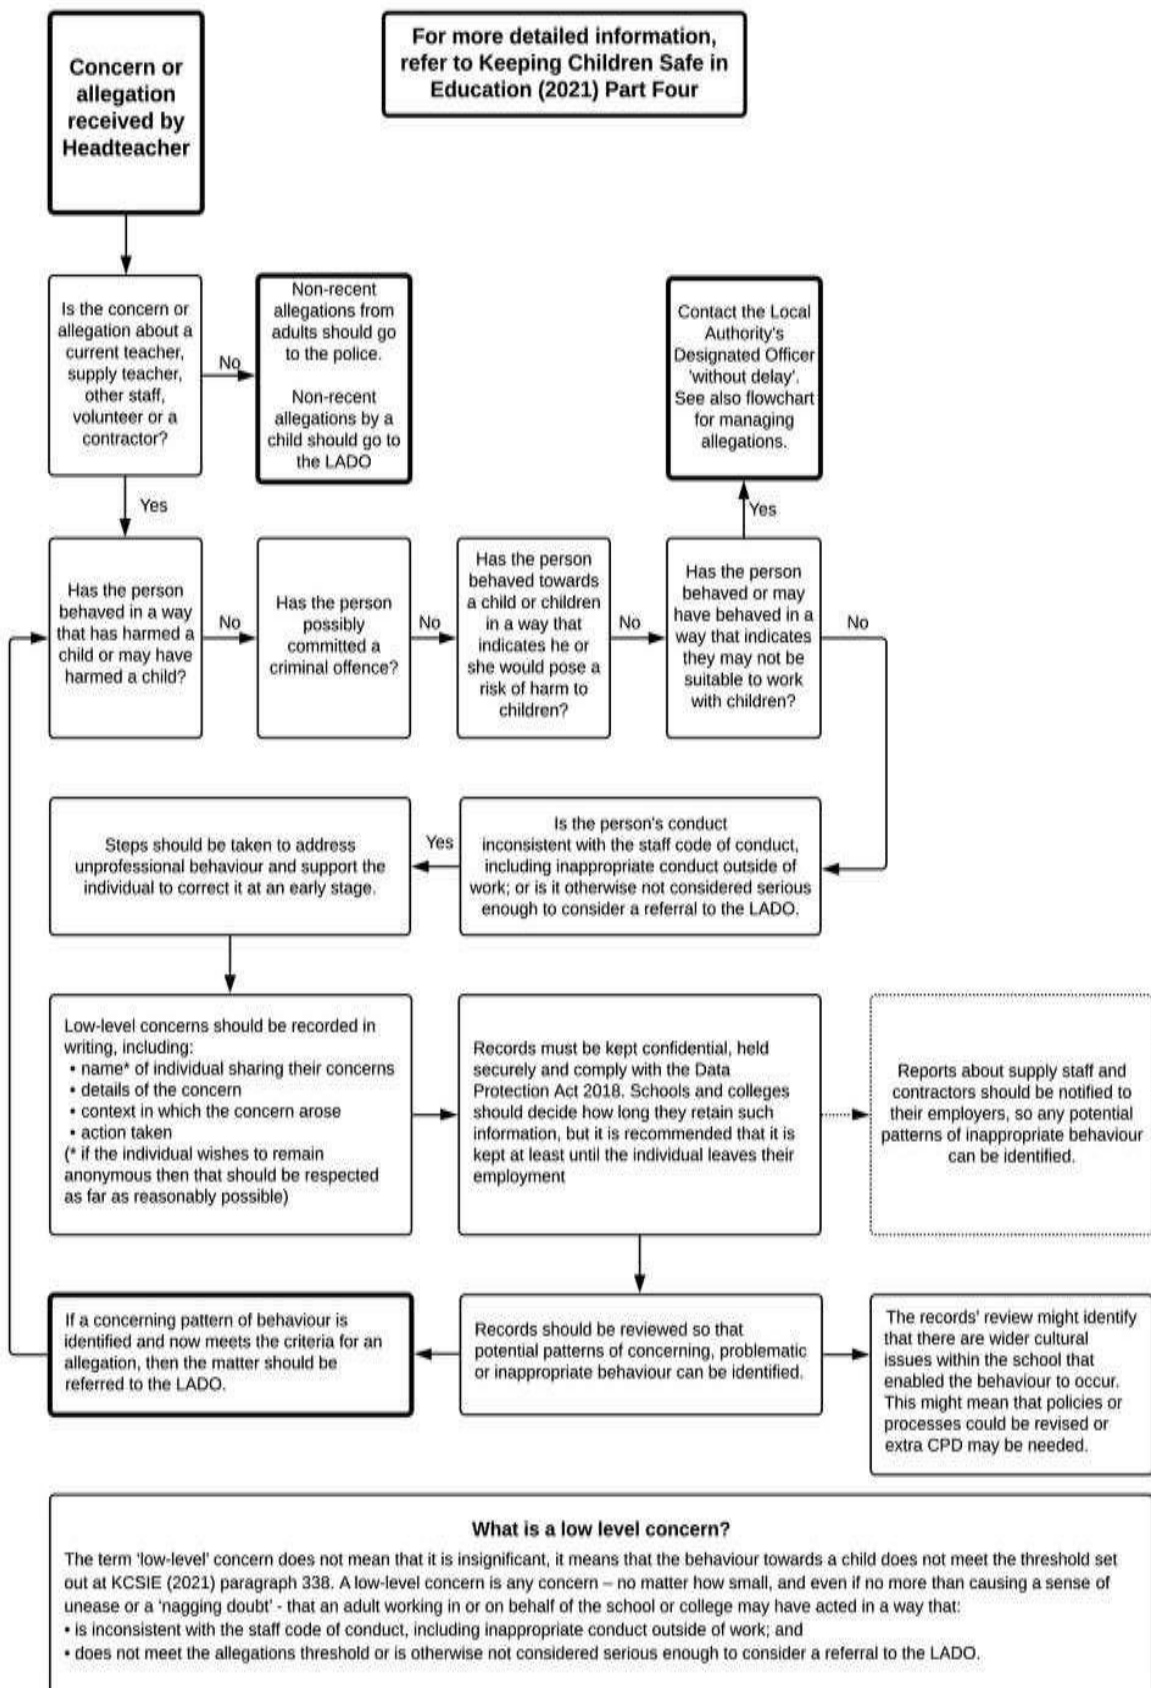 Concern or
allegation
received by
Headteacher
For more detailed information,
refer to Keeping Children Safe in
Education (2021) Part Four
Is the concern or
allegation about a
current teacher,
supply teacher,
other staff,
volunteer or a
contractor?
No
Non-recent
allegations from
adults should go
to the police.
Non-recent
allegations by a
child should go to
the LADO
Contact the Local
Authority's
Designated Officer
'without delay'.
See also flowchart
for managing
allegations.
Yes
Yes
Has the person
behaved in a way
that has harmed a
child or may have
harmed a child?
No
Has the person
possibly
committed a
criminal offence?
No
Has the person
behaved towards
a child or children
in a way that
indicates he or
she would pose a
risk of harm to
children?
No
Has the person
behaved or may
have behaved in a
way that indicates
they may not be
suitable to work
with children?
No
Steps should be taken to address
unprofessional behaviour and support the
individual to correct it at an early stage.
Yes
Is the person's conduct
inconsistent with the staff code of conduct,
including inappropriate conduct outside of
work; or is it otherwise not considered serious
enough to consider a referral to the LADO.
Low-level concerns should be recorded in
writing, including:
• name* of individual sharing their concerns
• details of the concern
• context in which the concern arose
• action taken
(* if the individual wishes to remain
anonymous then that should be respected
as far as reasonably possible)
Records must be kept confidential, held
securely and comply with the Data
Protection Act 2018. Schools and colleges
should decide how long they retain such
information, but it is recommended that it is
kept at least until the individual leaves their
employment
Reports about supply staff and
contractors should be notified to
their employers, so any potential
patterns of inappropriate behaviour
can be identified.
If a concerning pattern of behaviour is
identified and now meets the criteria for an
allegation, then the matter should be
referred to the LADO.
Records should be reviewed so that
potential patterns of concerning, problematic
or inappropriate behaviour can be identified.
The records' review might identify
that there are wider cultural
issues within the school that
enabled the behaviour to occur.
This might mean that policies or
processes could be revised or
extra CPD may be needed.
What is a low level concern?
The term 'low-level' concern does not mean that it is insignificant, it means that the behaviour towards a child does not meet the threshold set
out at KCSIE (2021) paragraph 338. A low-level concern is any concern – no matter how small, and even if no more than causing a sense of
unease or a 'nagging doubt' - that an adult working in or on behalf of the school or college may have acted in a way that:
• is inconsistent with the staff code of conduct, including inappropriate conduct outside of work; and
• does not meet the allegations threshold or is otherwise not considered serious enough to consider a referral to the LADO.